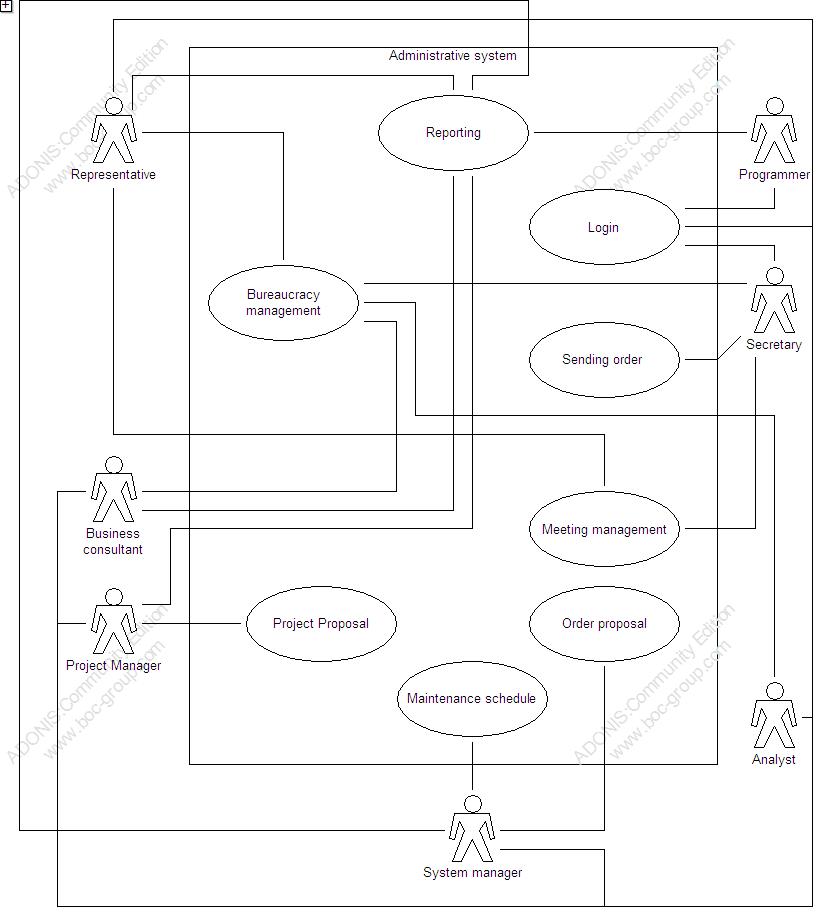 Administrative system
ADONIS:Community Edition
www.boc-group.com
ADONIS:Community Edition
www.boc-group.com
Reporting
Representative
Programmer
Login
Bureaucracy
management
Secretary
Sending order
Business
consultant
Meeting management
Project Proposal
Order proposal
Project Manager
ADONIS:Community Edition
www.boc-group.com
ADONIS:Community Edition
www.boc-group.com
Maintenance schedule
Analyst
System manager